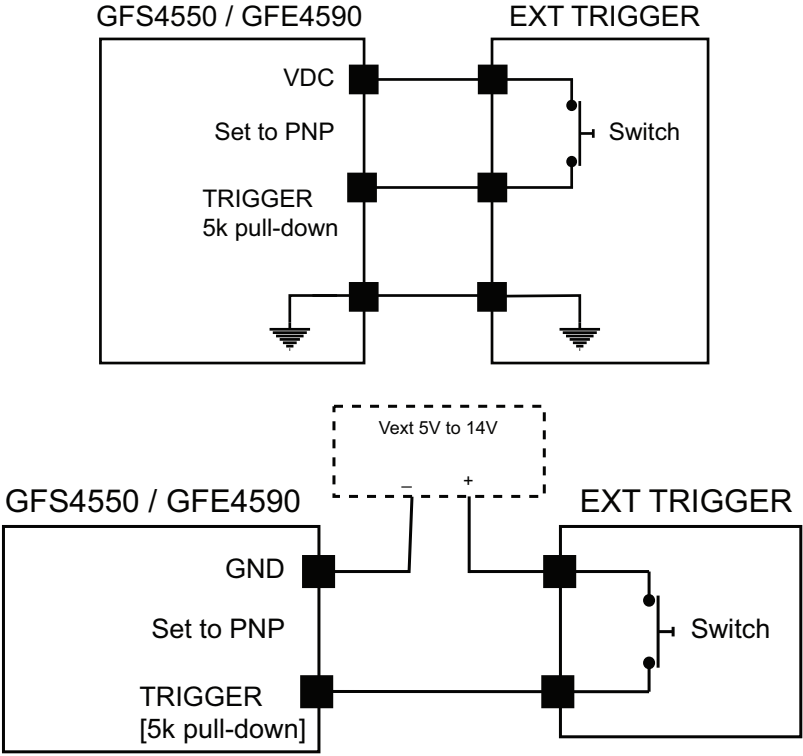 GFS4550 / GFE4590
EXT TRIGGER
VDC
Set to PNP
Switch
TRIGGER
5k pull-down
Vext 5V to 14V
– +
GFS4550 / GFE4590
EXT TRIGGER
GND
Set to PNP
Switch
TRIGGER
[5k pull-down]